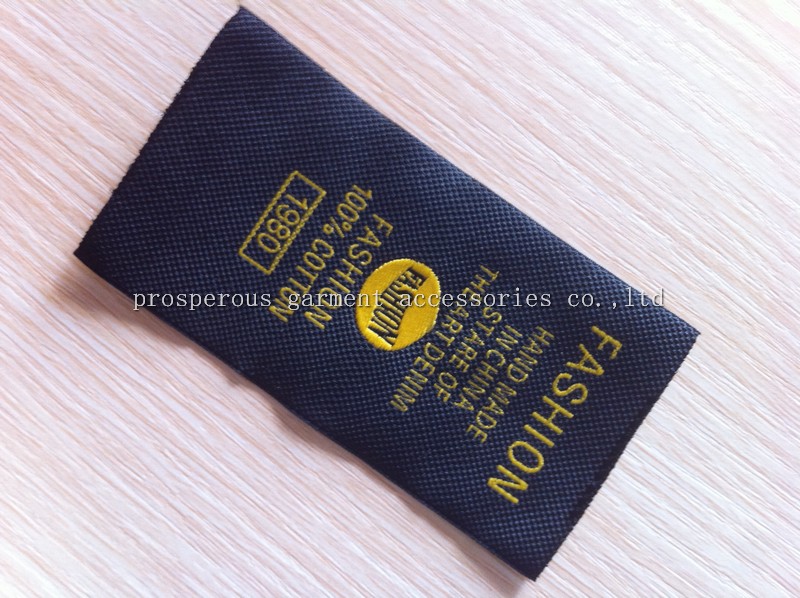 FASHION
HAND MADE
IN CHINA
STARE OF
THE ART DENIM
FASHION
FASHION
100% COTTON
1980
prosperous garment accessories co.,ltd